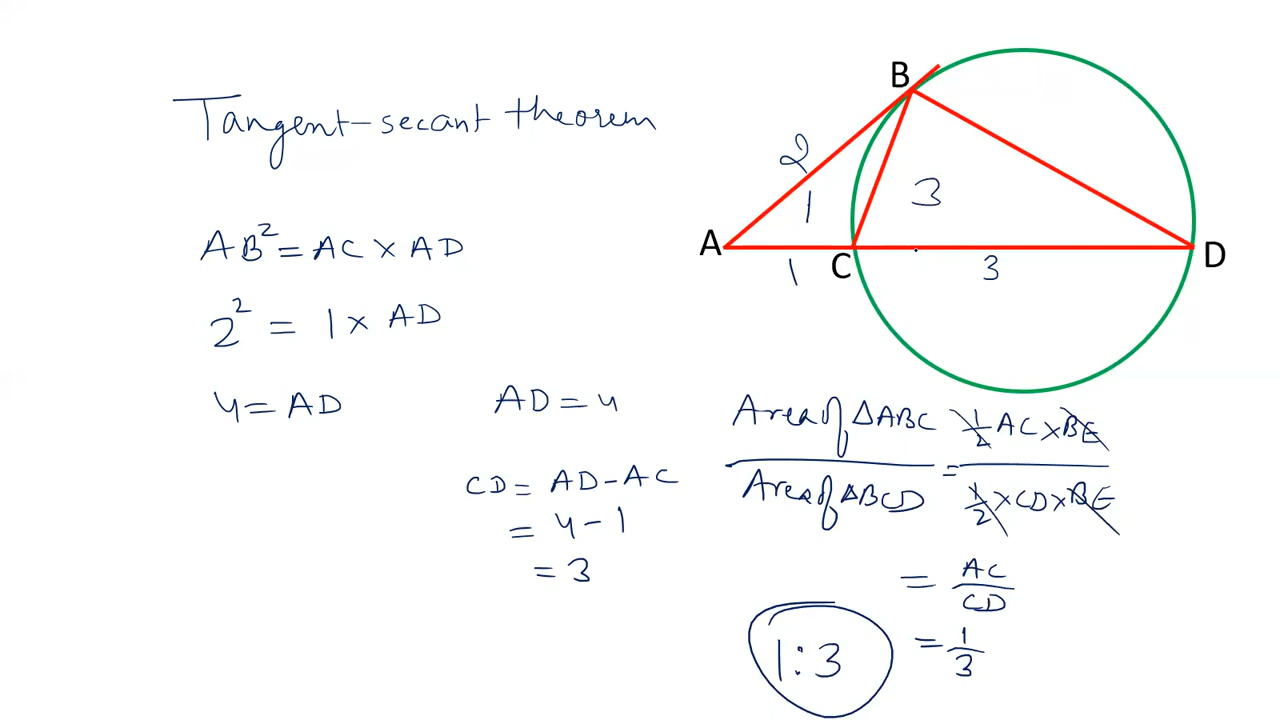 Tangent-secant theorem
AB² = AC × AD
2² = 1 × AD
4 = AD
AD = 4
CD = AD - AC
= 4 - 1
= 3
B
2
1
3
A
1
C
3
D
Area of ΔABC / Area of ΔBCD = 1/2 AC × BE / 1/2 × CD × BE
= AC / CD
= 1/3
1:3